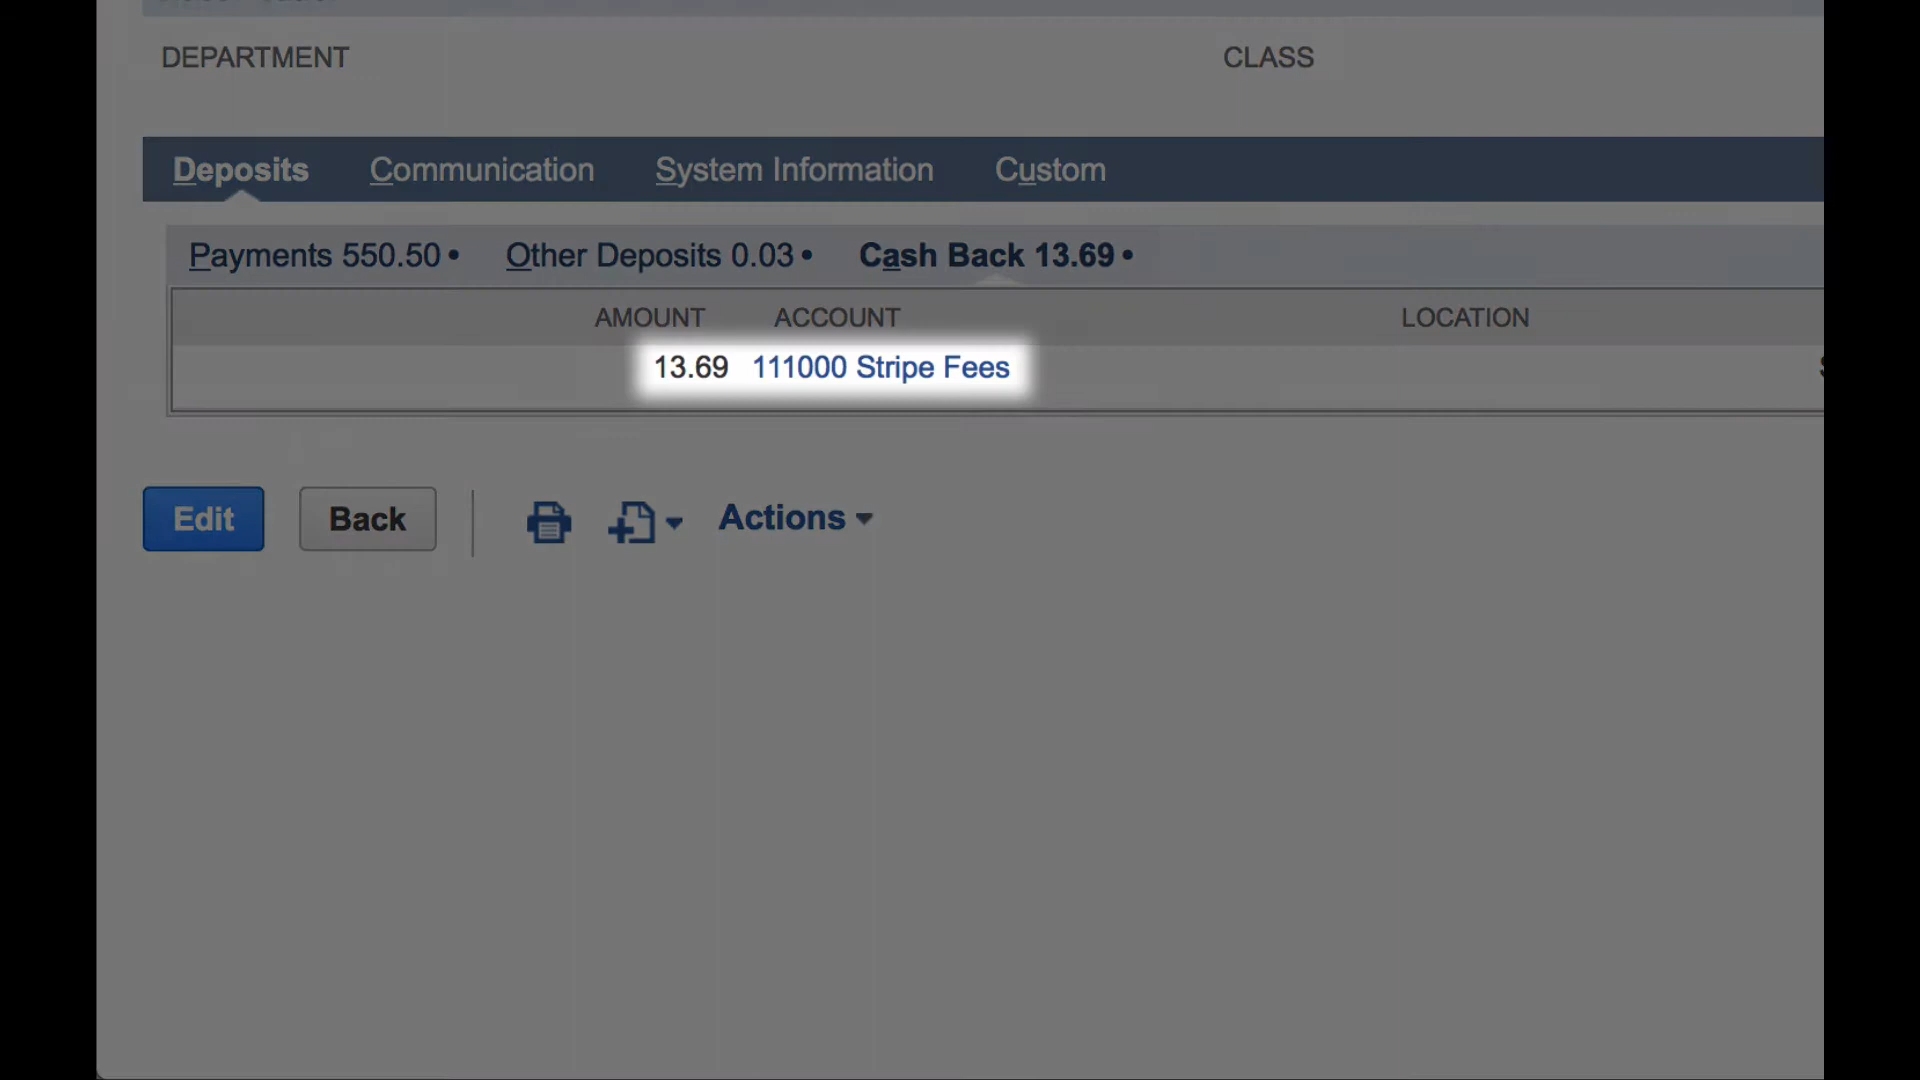 DEPARTMENT CLASS
Deposits Communication System Information Custom
Payments 550.50 • Other Deposits 0.03 • Cash Back 13.69 •
AMOUNT ACCOUNT LOCATION
13.69 111000 Stripe Fees
Edit Back Actions